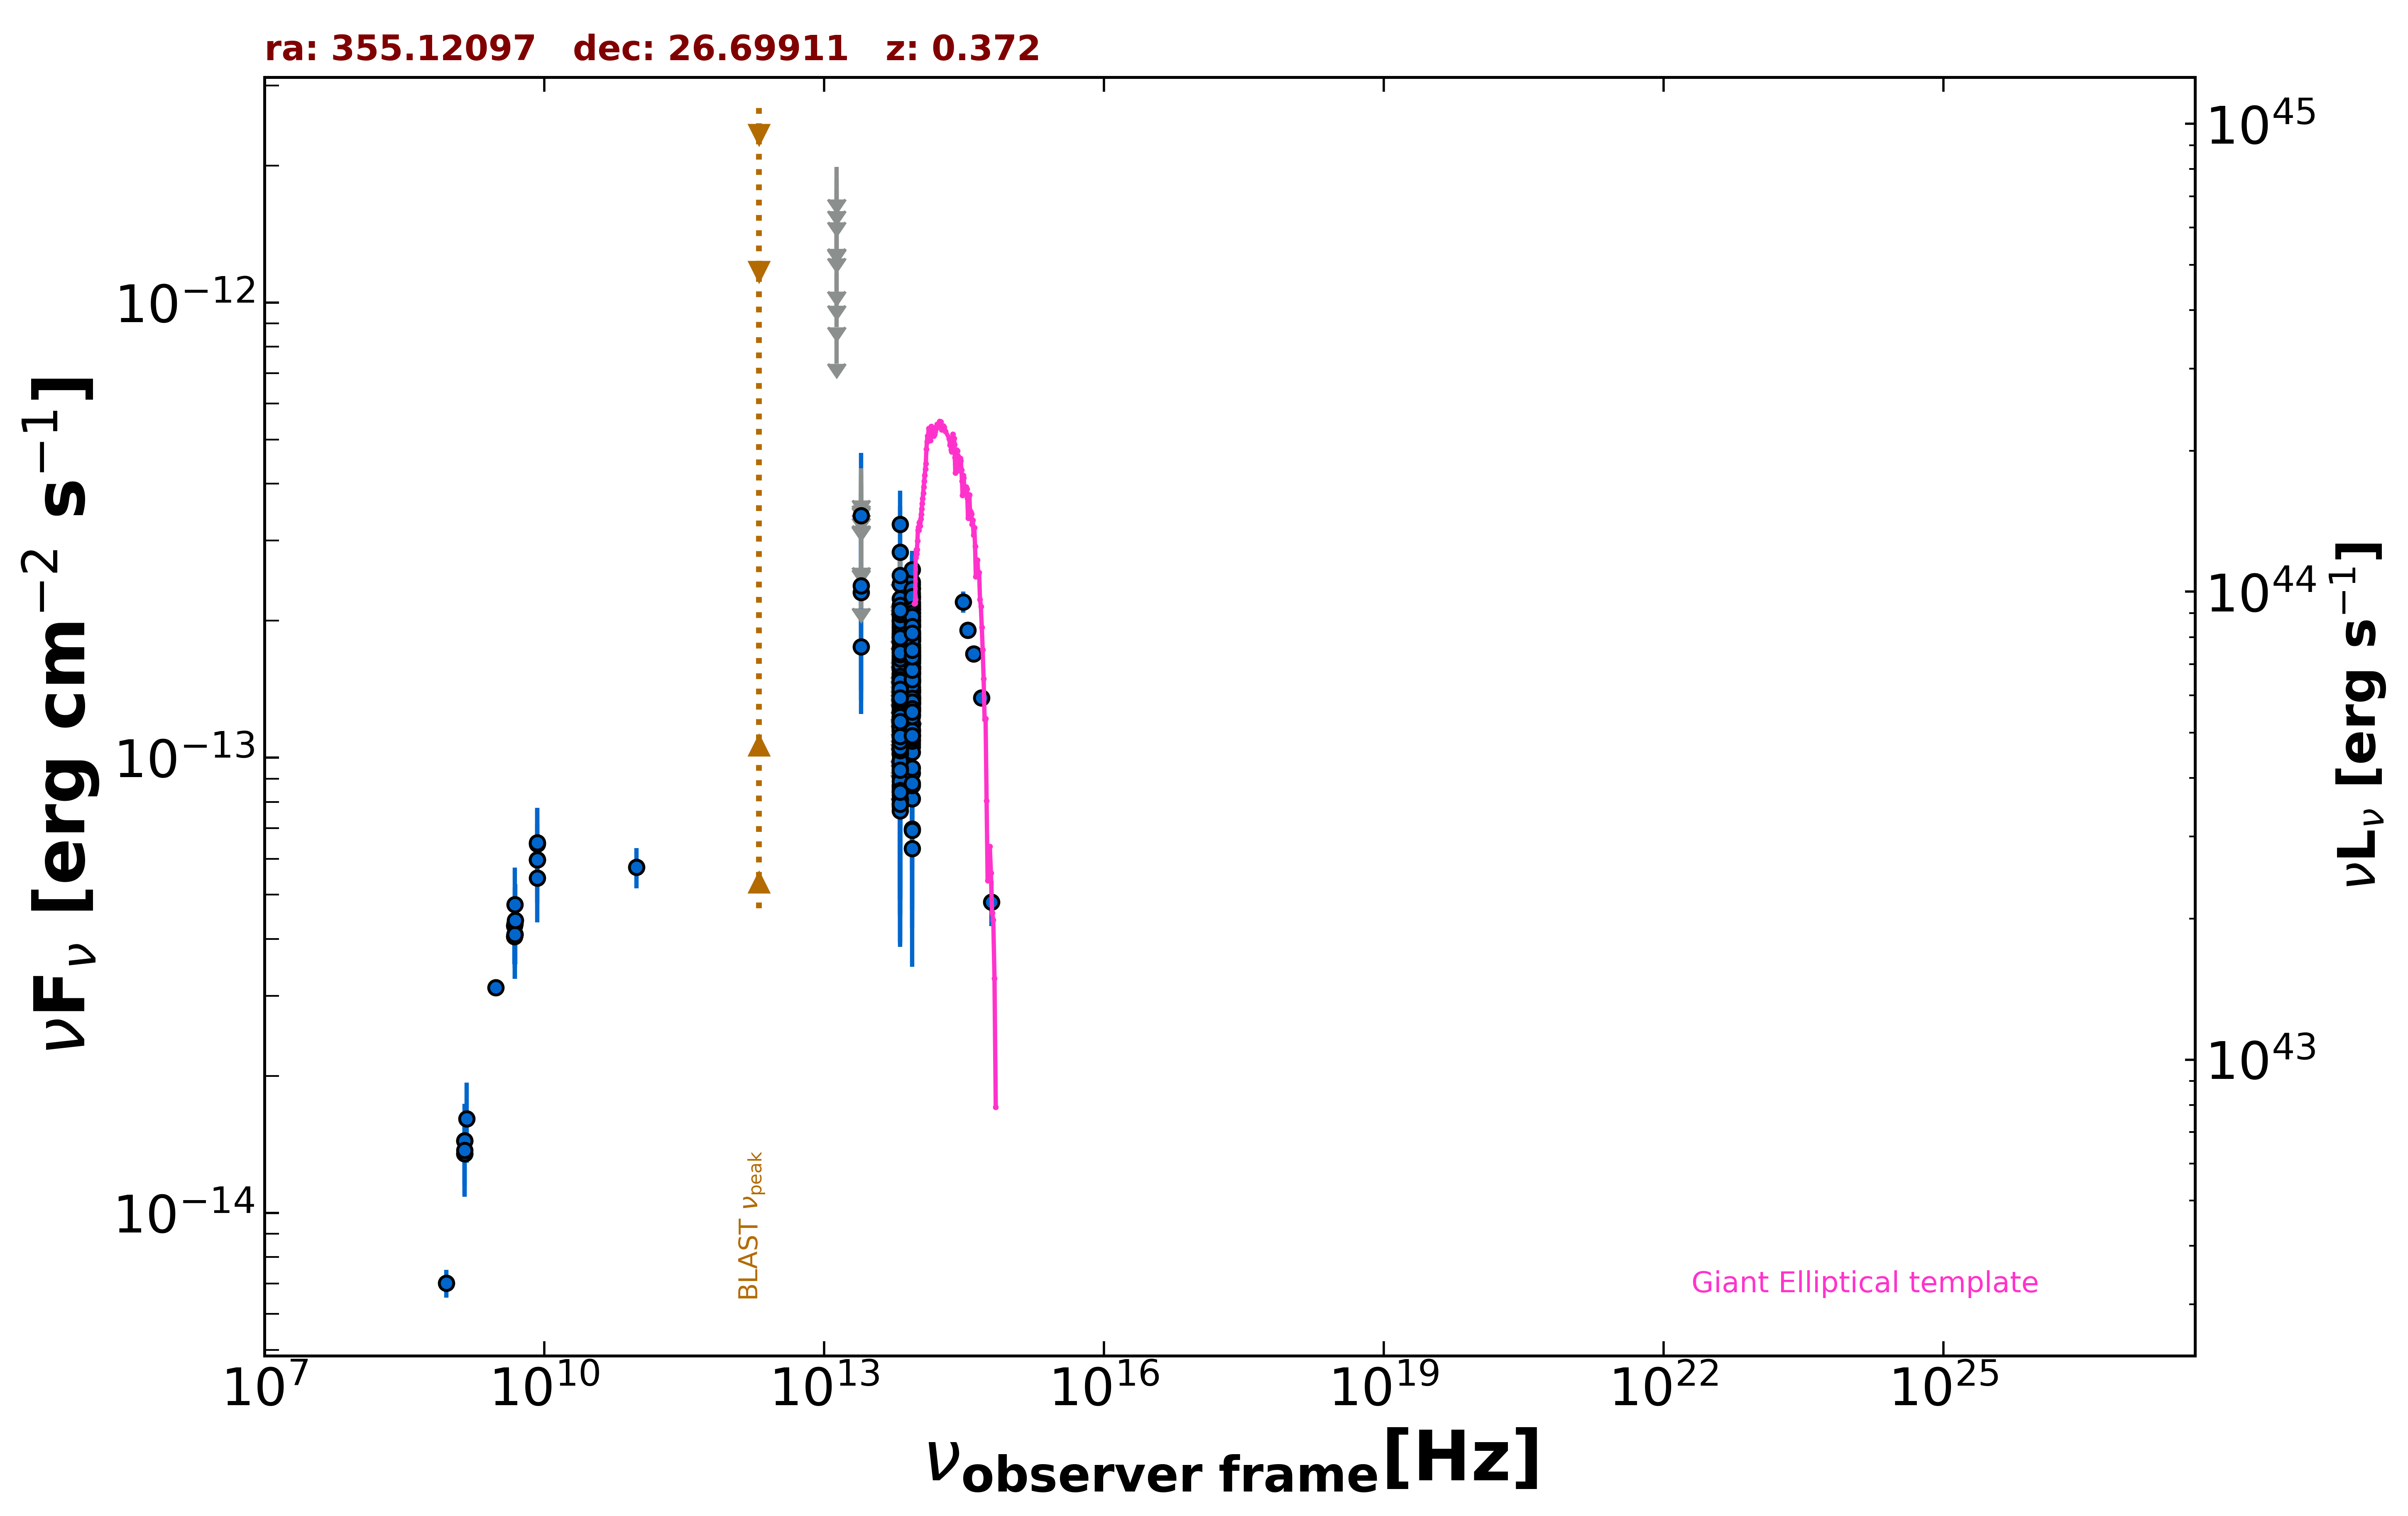 ra: 355.12097 dec: 26.69911 z: 0.372
νF_ν [erg cm^−2 s^−1]
10^−12
10^−13
10^−14
10^45
10^44
10^43
νL_ν [erg s^−1]
BLAST ν_peak
Giant Elliptical template
10^7 10^10 10^13 10^16 10^19 10^22 10^25
ν_observer frame [Hz]